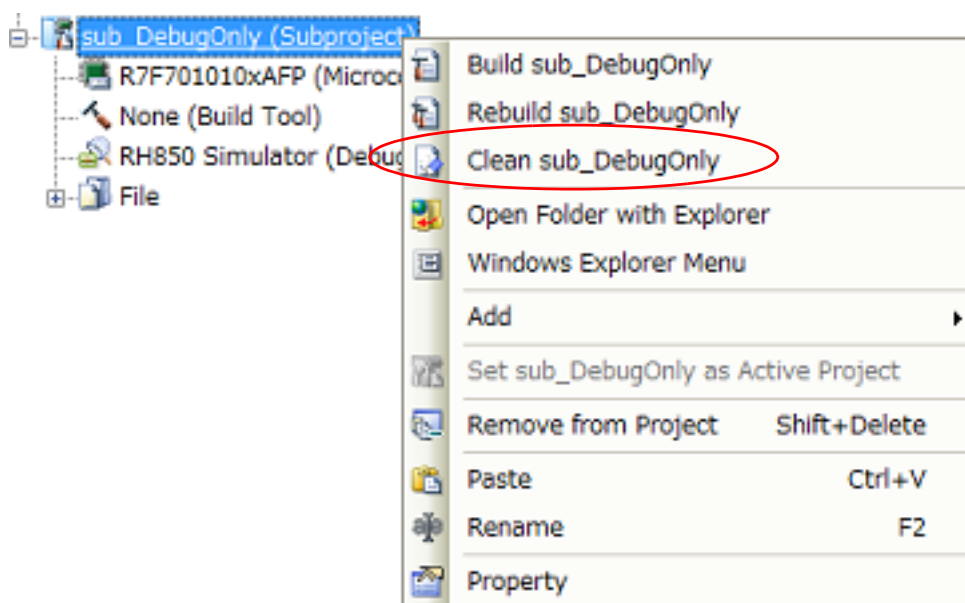 sub_DebugOnly (Subproject)
R7F701010xAFP (Microc
None (Build Tool)
RH850 Simulator (Debug
File
Build sub_DebugOnly
Rebuild sub_DebugOnly
Clean sub_DebugOnly
Open Folder with Explorer
Windows Explorer Menu
Add
Set sub_DebugOnly as Active Project
Remove from Project Shift+Delete
Paste Ctrl+V
Rename F2
Property